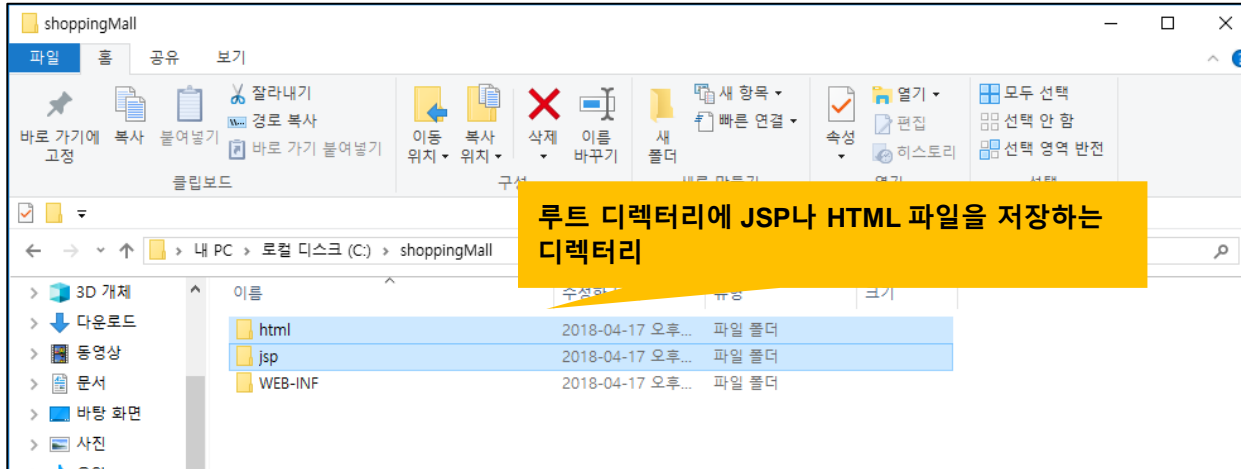 shoppingMall
파일 홈 공유 보기
잘라내기
경로 복사
바로 가기 붙여넣기
바로 가기에 고정
복사
붙여넣기
클립보드
이동 위치
복사 위치
삭제
이름 바꾸기
새 폴더
새 항목
빠른 연결
속성
열기
편집
히스토리
모두 선택
선택 안 함
선택 영역 반전
루트 디렉터리에 JSP나 HTML 파일을 저장하는
디렉터리
내 PC > 로컬 디스크 (C:) > shoppingMall
3D 개체
다운로드
동영상
문서
바탕 화면
사진
이름
html 2018-04-17 오후... 파일 폴더
jsp 2018-04-17 오후... 파일 폴더
WEB-INF 2018-04-17 오후... 파일 폴더